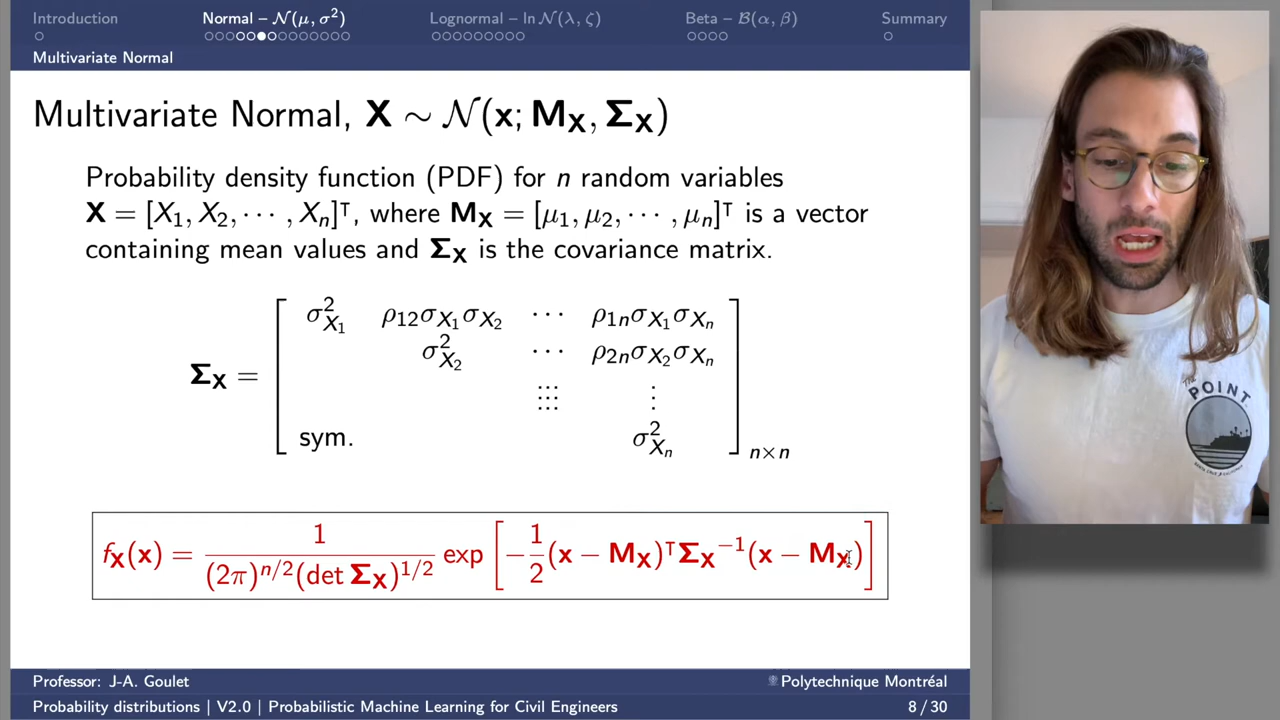 Introduction Normal – 𝒩(μ, σ²) Lognormal – ln 𝒩(λ, ζ) Beta – ℬ(α, β) Summary
Multivariate Normal
Multivariate Normal, X ∼ 𝒩(x; M_X, Σ_X)
Probability density function (PDF) for n random variables
X = [X₁, X₂, ⋯ , Xₙ]ᵀ, where M_X = [μ₁, μ₂, ⋯ , μₙ]ᵀ is a vector
containing mean values and Σ_X is the covariance matrix.
σ²_X₁ ρ₁₂σ_X₁σ_X₂ ⋯ ρ₁ₙσ_X₁σ_Xₙ
σ²_X₂ ⋯ ρ₂ₙσ_X₂σ_Xₙ
Σ_X = ⋮ ⋮
sym. σ²_Xₙ
n×n
f_X(x) = 1 / ((2π)^{n/2}(det Σ_X)^{1/2}) exp [−1/2(x − M_X)ᵀΣ_X⁻¹(x − M_X)]
The
POINT
Professor: J-A. Goulet Polytechnique Montréal
Probability distributions | V2.0 | Probabilistic Machine Learning for Civil Engineers 8 / 30